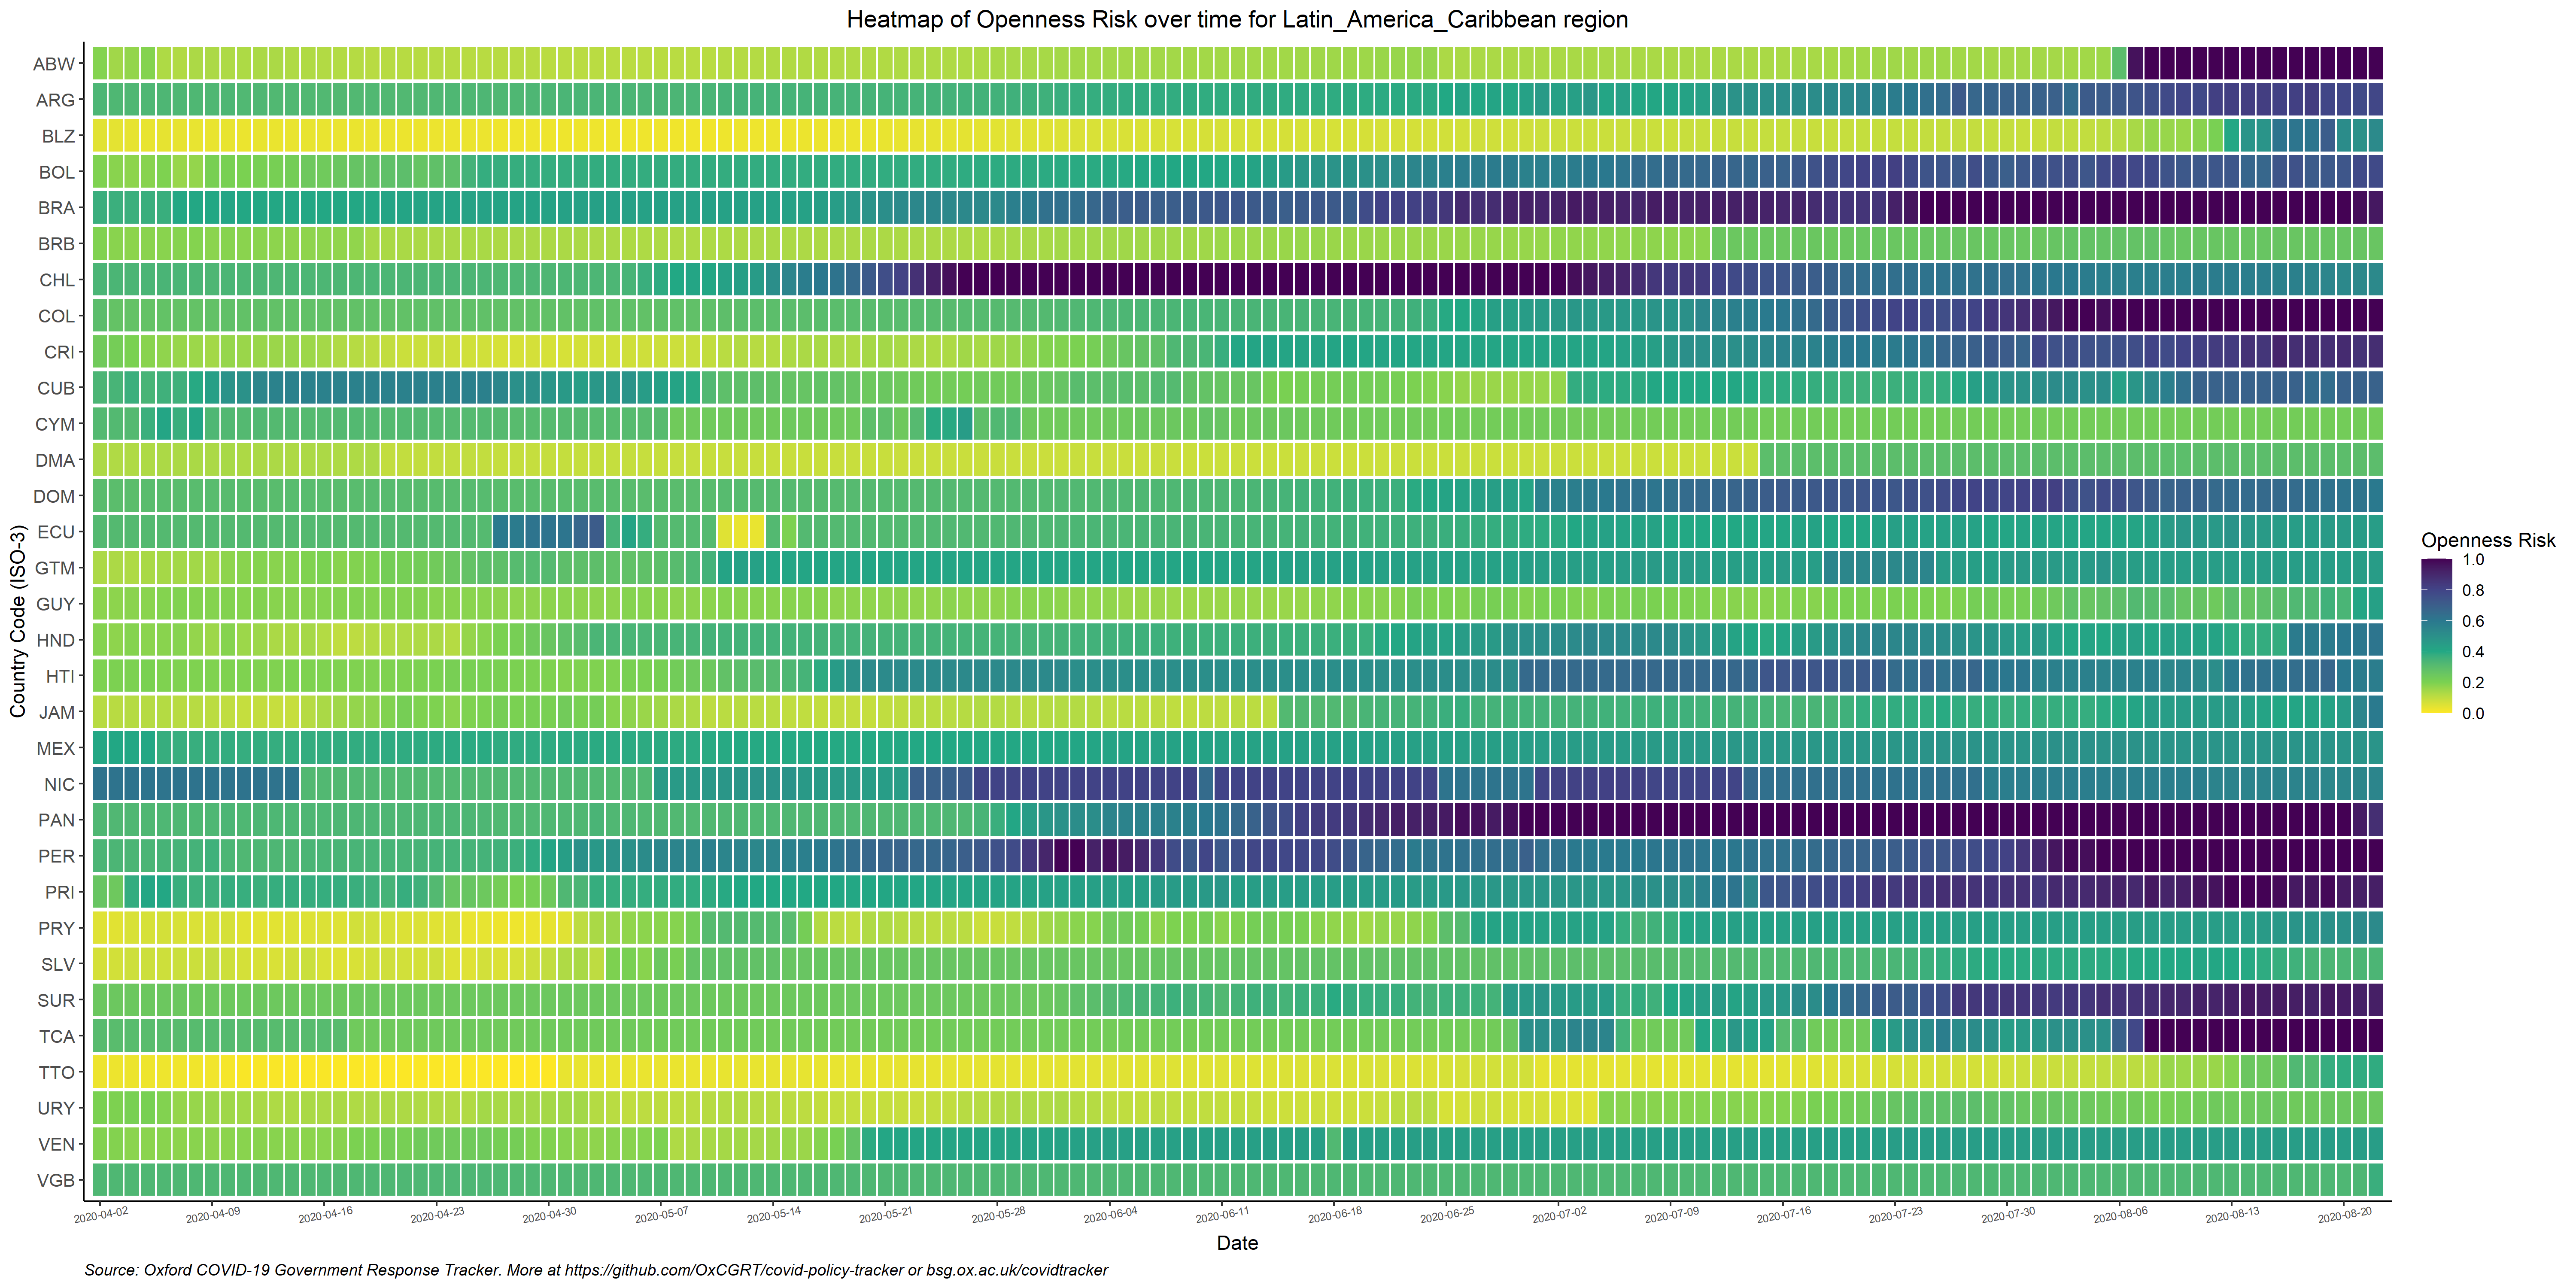 Heatmap of Openness Risk over time for Latin_America_Caribbean region
Country Code (ISO-3)
ABW
ARG
BLZ
BOL
BRA
BRB
CHL
COL
CRI
CUB
CYM
DMA
DOM
ECU
GTM
GUY
HND
HTI
JAM
MEX
NIC
PAN
PER
PRI
PRY
SLV
SUR
TCA
TTO
URY
VEN
VGB
Openness Risk
1.0
0.8
0.6
0.4
0.2
0.0
2020-04-02 2020-04-09 2020-04-16 2020-04-23 2020-04-30 2020-05-07 2020-05-14 2020-05-21 2020-05-28 2020-06-04 2020-06-11 2020-06-18 2020-06-25 2020-07-02 2020-07-09 2020-07-16 2020-07-23 2020-07-30 2020-08-06 2020-08-13 2020-08-20
Date
Source: Oxford COVID-19 Government Response Tracker. More at https://github.com/OxCGRT/covid-policy-tracker or bsg.ox.ac.uk/covidtracker